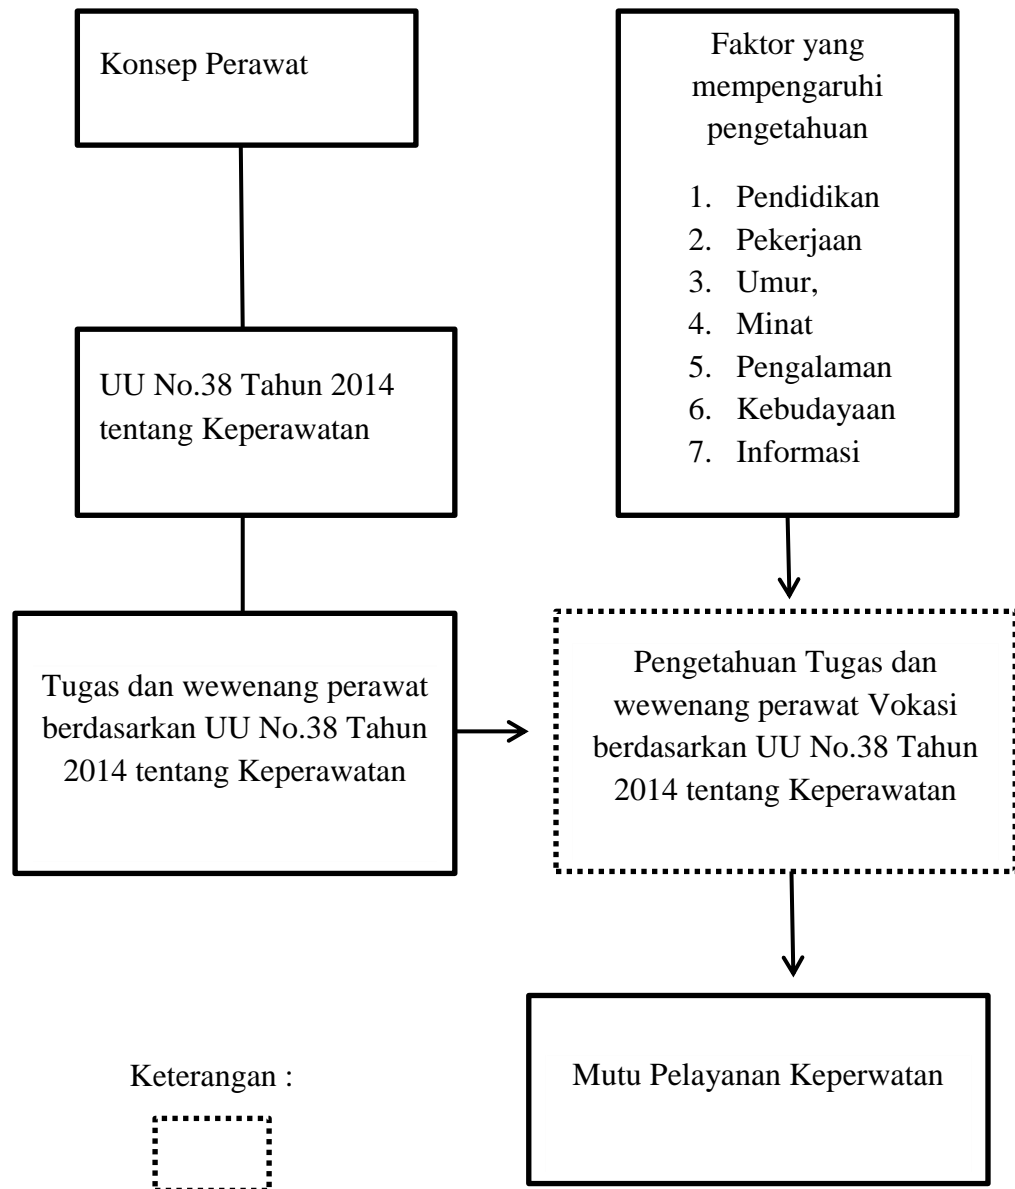 Konsep Perawat
Faktor yang
mempengaruhi
pengetahuan
1. Pendidikan
2. Pekerjaan
3. Umur,
4. Minat
5. Pengalaman
6. Kebudayaan
7. Informasi
UU No.38 Tahun 2014
tentang Keperawatan
Tugas dan wewenang perawat
berdasarkan UU No.38 Tahun
2014 tentang Keperawatan
Pengetahuan Tugas dan
wewenang perawat Vokasi
berdasarkan UU No.38 Tahun
2014 tentang Keperawatan
Mutu Pelayanan Keperwatan
Keterangan :